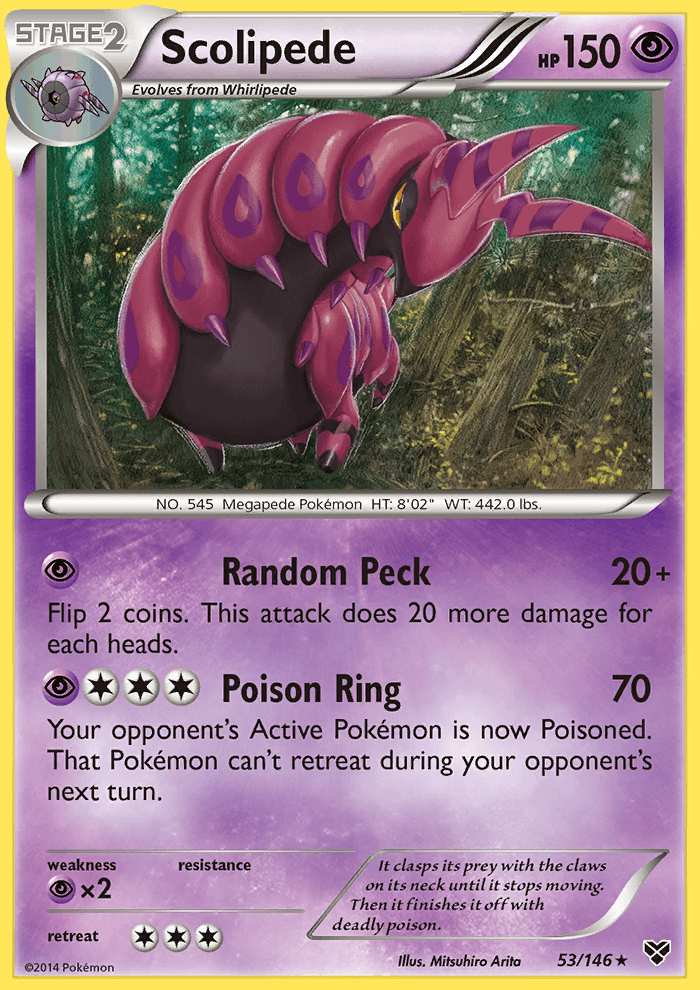 STAGE2
Scolipede
HP150
Evolves from Whirlipede
NO. 545 Megapede Pokémon HT: 8'02" WT: 442.0 lbs.
Random Peck 20+
Flip 2 coins. This attack does 20 more damage for
each heads.
Poison Ring 70
Your opponent's Active Pokémon is now Poisoned.
That Pokémon can't retreat during your opponent's
next turn.
weakness resistance
×2
retreat
It clasps its prey with the claws
on its neck until it stops moving.
Then it finishes it off with
deadly poison.
©2014 Pokémon
Illus. Mitsuhiro Arita 53/146★